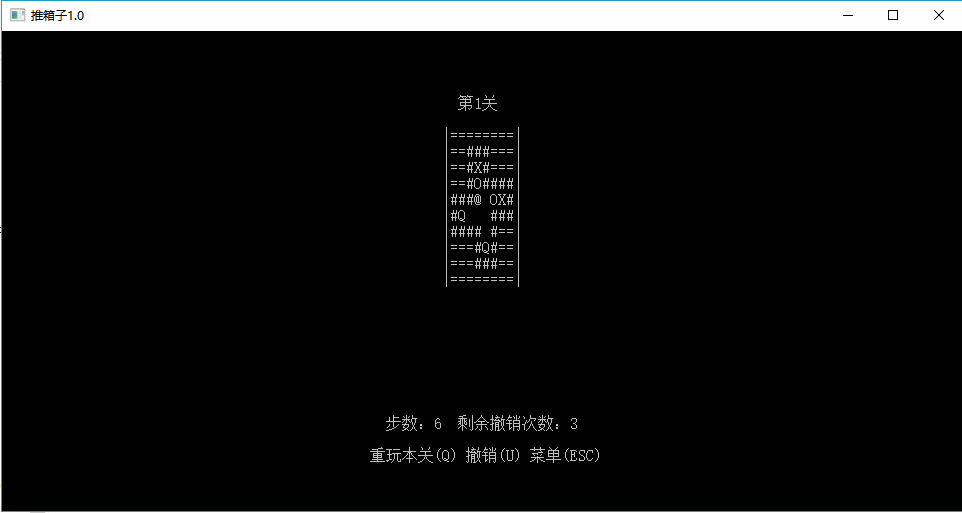 推箱子1.0
第1关
|========|
|==###===|
|==#X#===|
|==#O####|
|###@ OX#|
|#Q   ###|
|#### #==|
|===#Q#==|
|===###==|
|========|
步数：6  剩余撤销次数：3
重玩本关(Q) 撤销(U) 菜单(ESC)